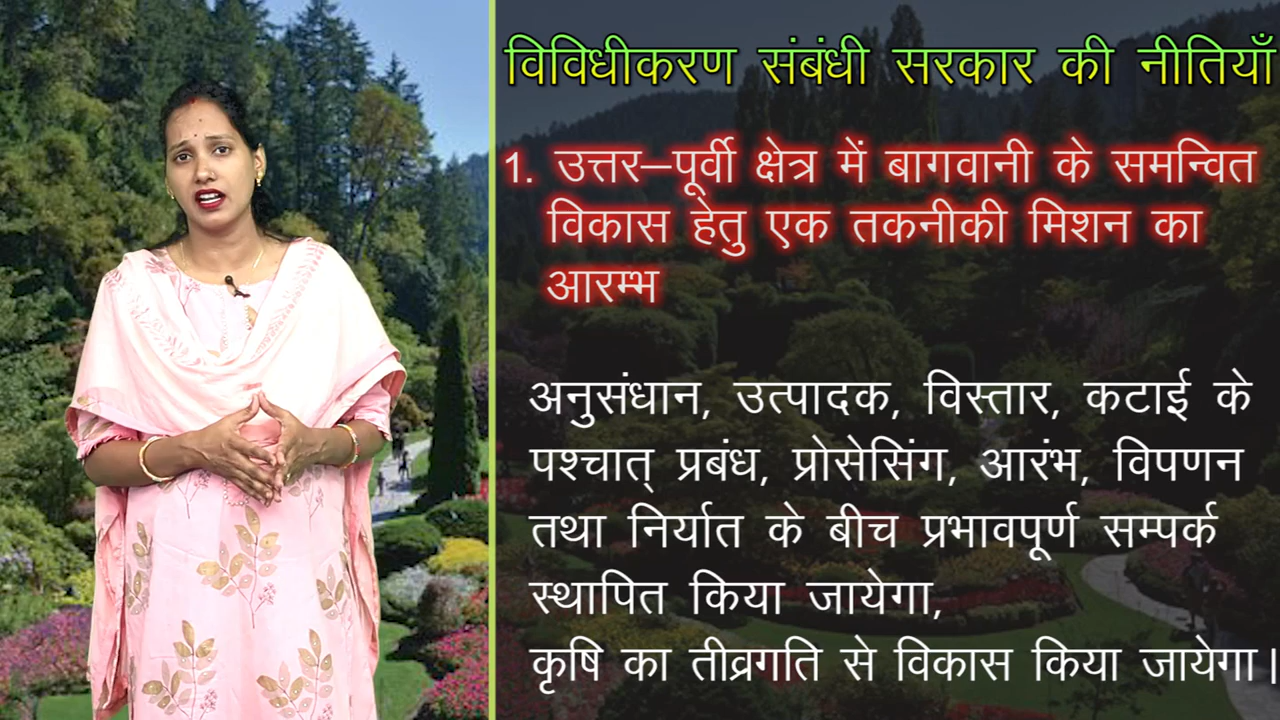 विविधीकरण संबंधी सरकार की नीतियाँ
1. उत्तर–पूर्वी क्षेत्र में बागवानी के समन्वित
विकास हेतु एक तकनीकी मिशन का
आरम्भ
अनुसंधान, उत्पादक, विस्तार, कटाई के
पश्चात् प्रबंध, प्रोसेसिंग, आरंभ, विपणन
तथा निर्यात के बीच प्रभावपूर्ण सम्पर्क
स्थापित किया जायेगा,
कृषि का तीव्रगति से विकास किया जायेगा।